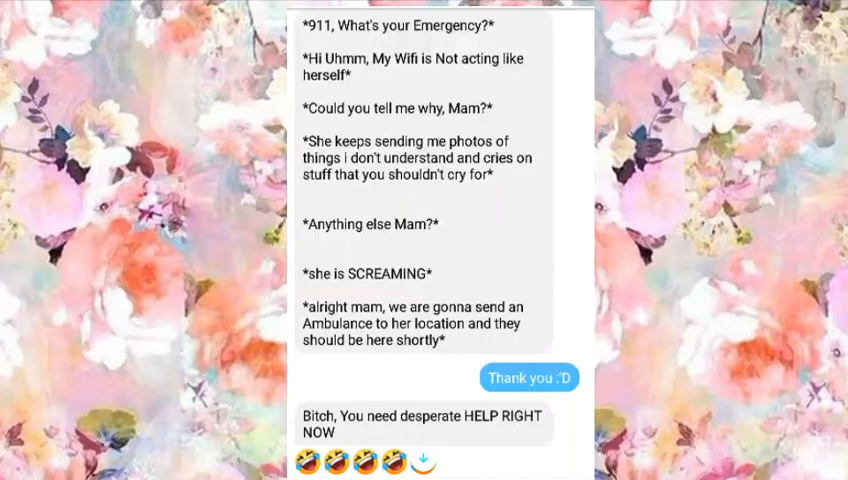 *911, What's your Emergency?*
*Hi Uhmm, My Wifi is Not acting like
herself*
*Could you tell me why, Mam?*
*She keeps sending me photos of
things i don't understand and cries on
stuff that you shouldn't cry for*
*Anything else Mam?*
*she is SCREAMING*
*alright mam, we are gonna send an
Ambulance to her location and they
should be here shortly*
Thank you :'D
Bitch, You need desperate HELP RIGHT
NOW
🤣🤣🤣🤣